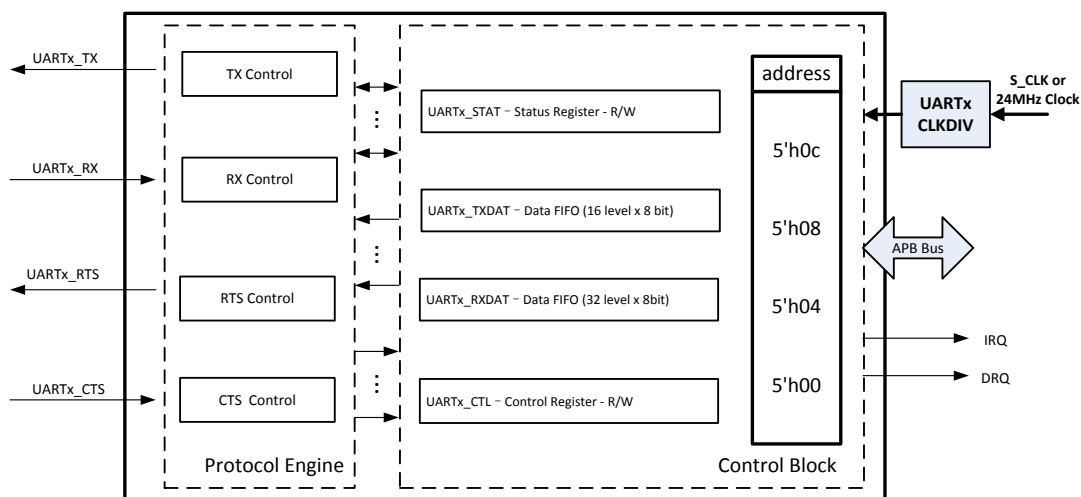 UARTx_TX
UARTx_RX
UARTx_RTS
UARTx_CTS
TX Control
RX Control
RTS Control
CTS  Control
Protocol Engine
UARTx_STAT – Status Register - R/W
UARTx_TXDAT – Data FIFO (16 level x 8 bit)
UARTx_RXDAT – Data FIFO (32 level x 8bit)
UARTx_CTL – Control Register - R/W
address
5'h0c
5'h08
5'h04
5'h00
Control Block
UARTx
CLKDIV
S_CLK or
24MHz Clock
APB Bus
IRQ
DRQ